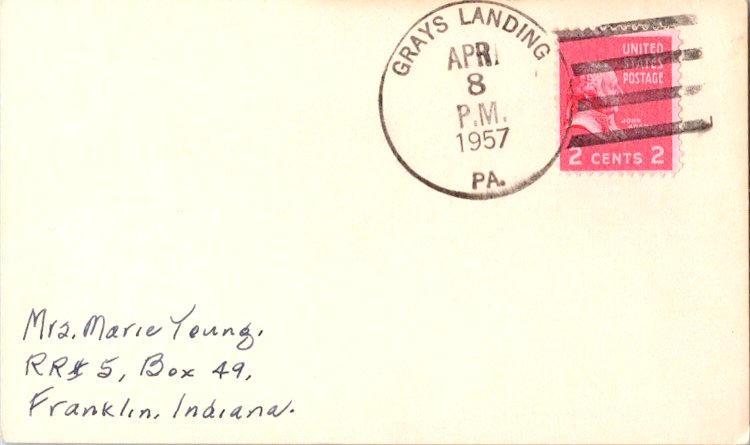 GRAYS LANDING
APR.
8
P.M.
1957
PA.
UNITED
STATES
POSTAGE
JOHN
2 CENTS 2
Mrs. Marie Young.
RR# 5, Box 49,
Franklin, Indiana.